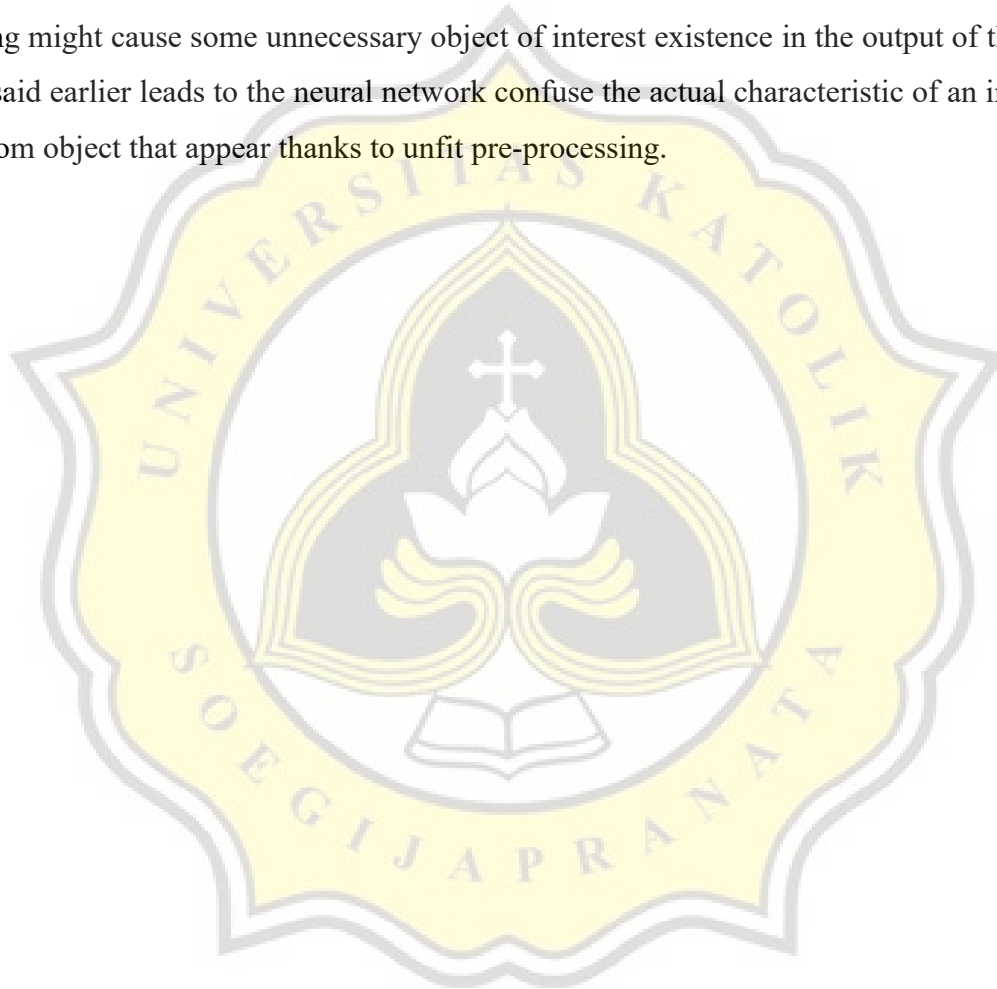 ng might cause some unnecessary object of interest existence in the output of t
said earlier leads to the neural network confuse the actual characteristic of an i
om object that appear thanks to unfit pre-processing.
UNIVERSITAS KATOLIK
SOEGIJAPRANATA